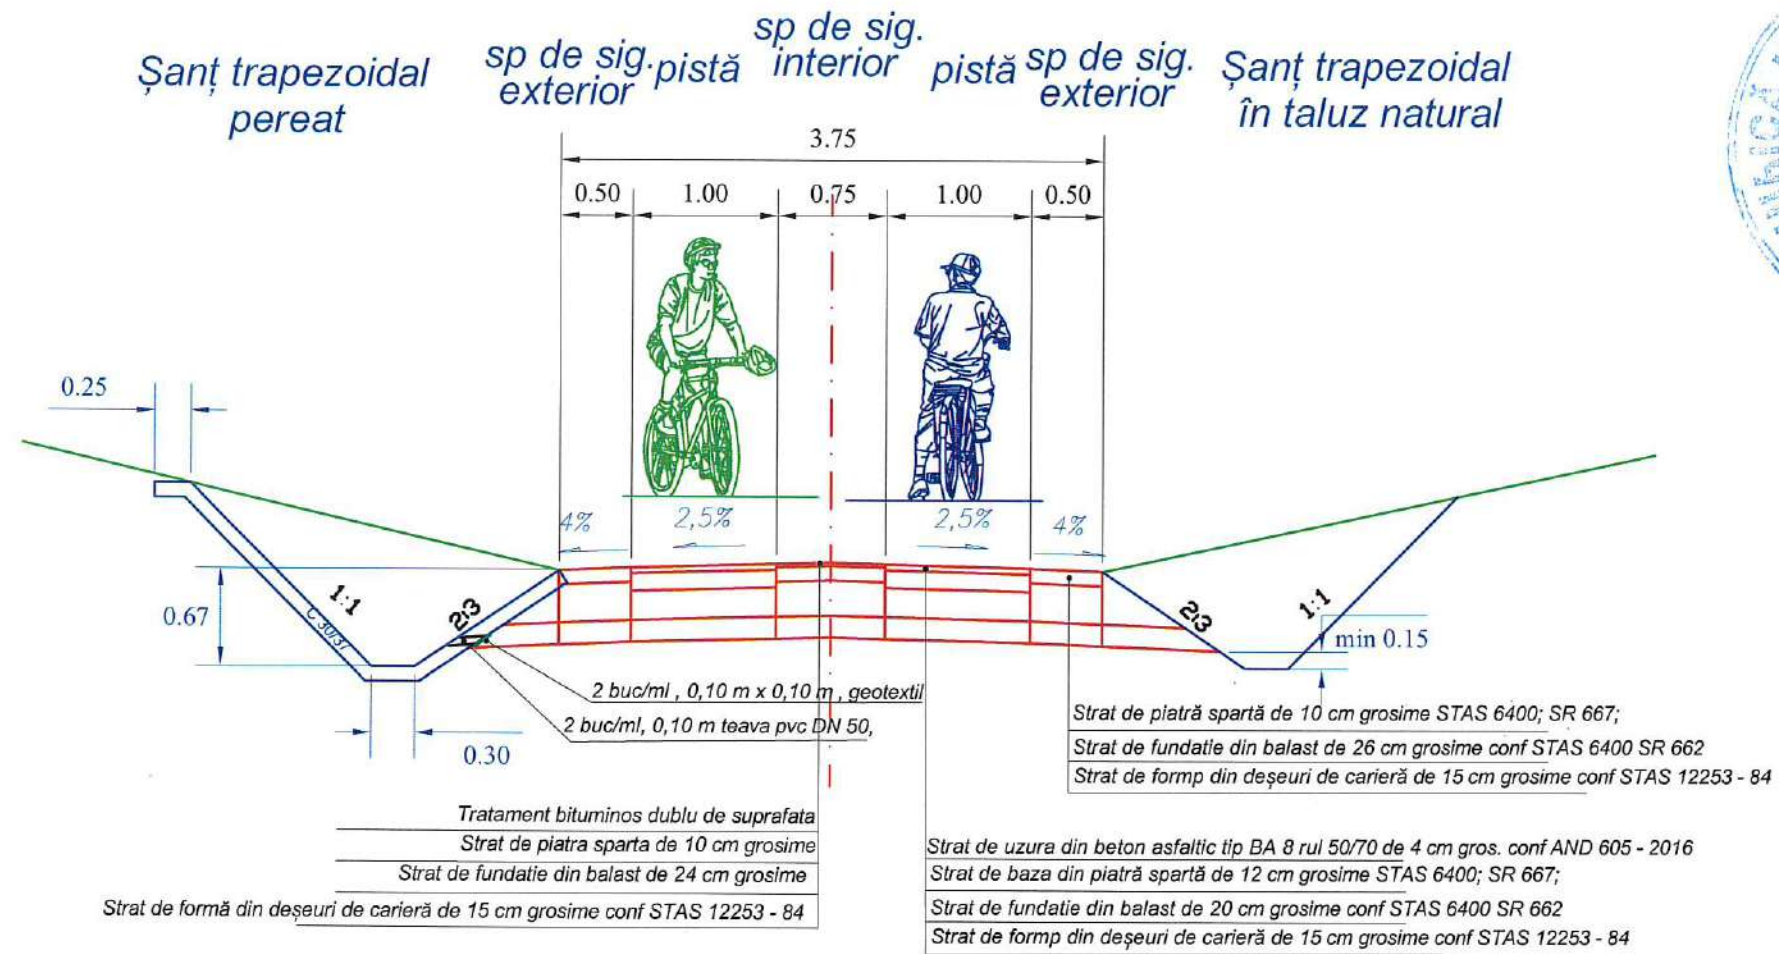 Șanț trapezoidal
pereat
sp de sig.
exterior
pistă
sp de sig.
interior
pistă
sp de sig.
exterior
Șanț trapezoidal
în taluz natural
3.75
0.50
1.00
0.75
1.00
0.50
0.25
4%
2,5%
2,5%
4%
0.67
1:1
C 30/37
2:3
2:3
1:1
min 0.15
0.30
2 buc/ml , 0,10 m x 0,10 m , geotextil
2 buc/ml, 0,10 m teava pvc DN 50,
Strat de piatră spartă de 10 cm grosime STAS 6400; SR 667;
Strat de fundatie din balast de 26 cm grosime conf STAS 6400 SR 662
Strat de formp din deșeuri de carieră de 15 cm grosime conf STAS 12253 - 84
Tratament bituminos dublu de suprafata
Strat de piatra sparta de 10 cm grosime
Strat de fundatie din balast de 24 cm grosime
Strat de formă din deșeuri de carieră de 15 cm grosime conf STAS 12253 - 84
Strat de uzura din beton asfaltic tip BA 8 rul 50/70 de 4 cm gros. conf AND 605 - 2016
Strat de baza din piatră spartă de 12 cm grosime STAS 6400; SR 667;
Strat de fundatie din balast de 20 cm grosime conf STAS 6400 SR 662
Strat de formp din deșeuri de carieră de 15 cm grosime conf STAS 12253 - 84